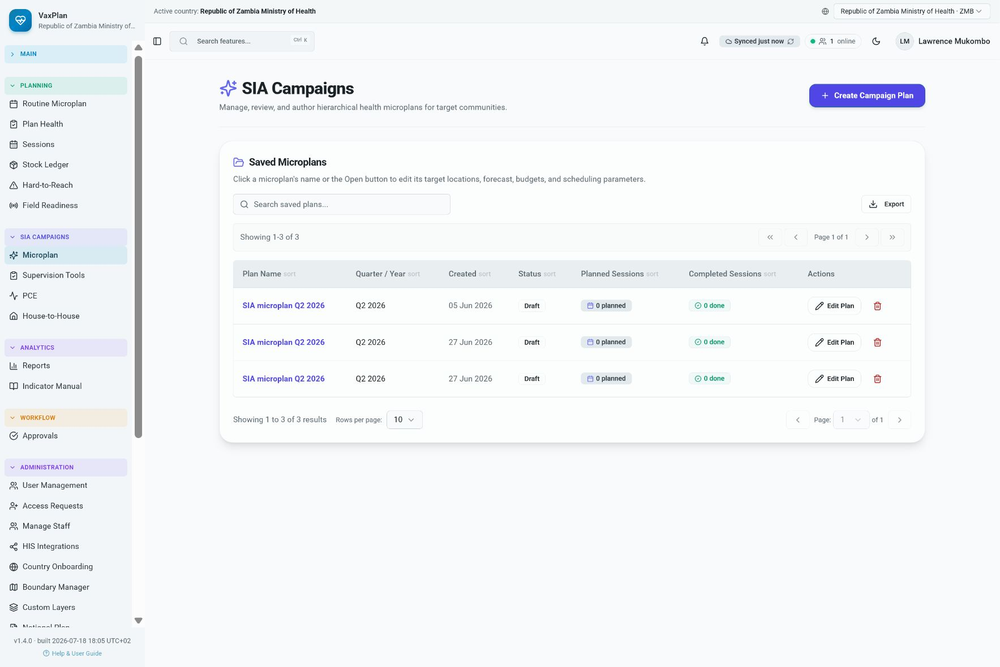 VaxPlan
Republic of Zambia Ministry of...
Active country: Republic of Zambia Ministry of Health
Republic of Zambia Ministry of Health · ZMB
Search features...
Ctrl K
Synced just now
1 online
LM
Lawrence Mukombo
MAIN
PLANNING
Routine Microplan
Plan Health
Sessions
Stock Ledger
Hard-to-Reach
Field Readiness
SIA CAMPAIGNS
Microplan
Supervision Tools
PCE
House-to-House
ANALYTICS
Reports
Indicator Manual
WORKFLOW
Approvals
ADMINISTRATION
User Management
Access Requests
Manage Staff
HIS Integrations
Country Onboarding
Boundary Manager
Custom Layers
National Plan
v1.4.0 · built 2026-07-18 18:05 UTC+02
Help & User Guide
SIA Campaigns
Manage, review, and author hierarchical health microplans for target communities.
Create Campaign Plan
Saved Microplans
Click a microplan's name or the Open button to edit its target locations, forecast, budgets, and scheduling parameters.
Search saved plans...
Export
Showing 1-3 of 3
Page 1 of 1
Plan Name sort Quarter / Year sort Created sort Status sort Planned Sessions sort Completed Sessions sort Actions
SIA microplan Q2 2026 Q2 2026 05 Jun 2026 Draft 0 planned 0 done Edit Plan
SIA microplan Q2 2026 Q2 2026 27 Jun 2026 Draft 0 planned 0 done Edit Plan
SIA microplan Q2 2026 Q2 2026 27 Jun 2026 Draft 0 planned 0 done Edit Plan
Showing 1 to 3 of 3 results Rows per page: 10
Page: 1 of 1